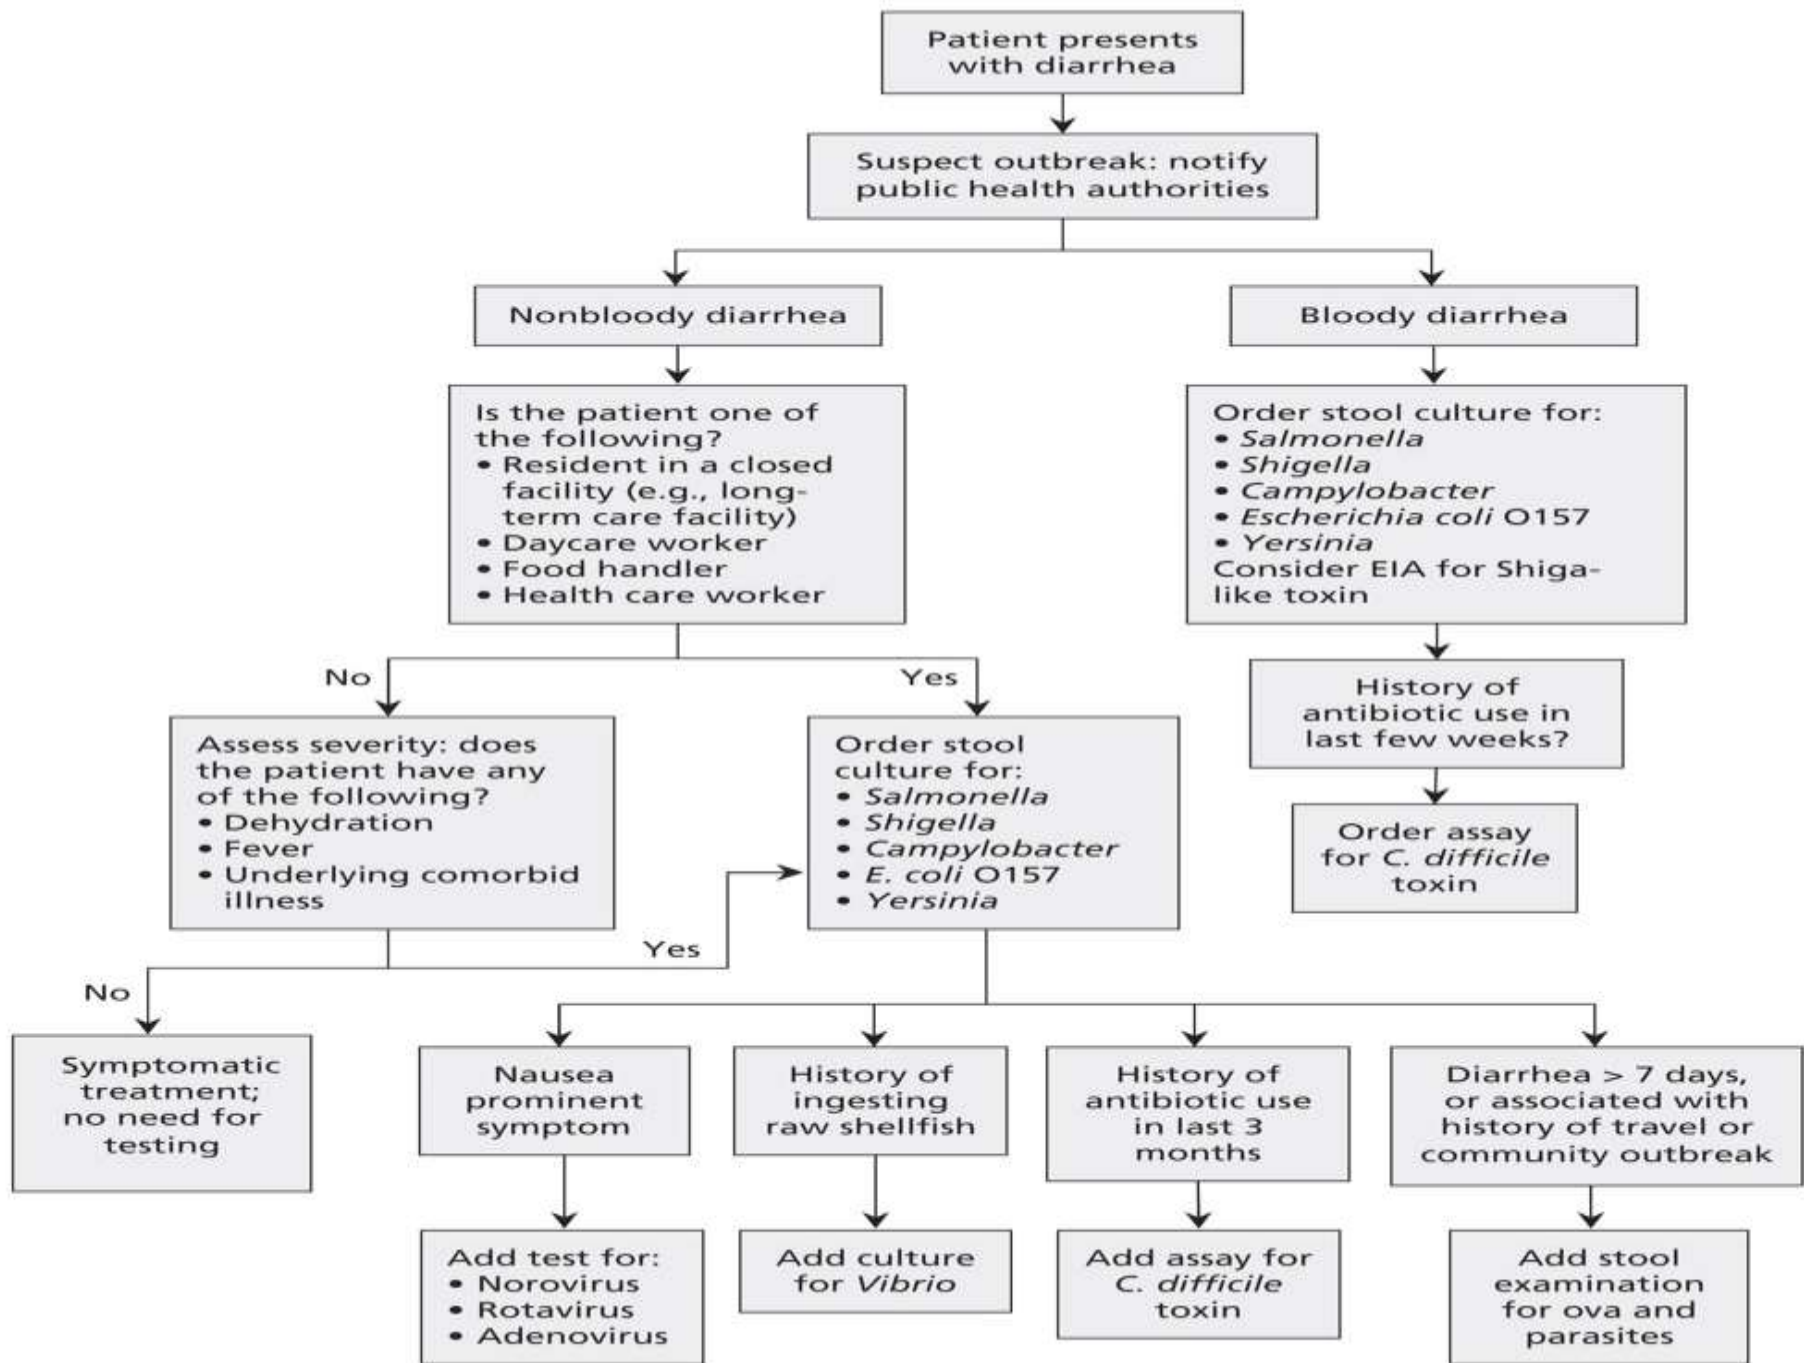 Patient presents
with diarrhea
Suspect outbreak: notify
public health authorities
Nonbloody diarrhea
Bloody diarrhea
Is the patient one of
the following?
• Resident in a closed
facility (e.g., long-
term care facility)
• Daycare worker
• Food handler
• Health care worker
Order stool culture for:
• Salmonella
• Shigella
• Campylobacter
• Escherichia coli O157
• Yersinia
Consider EIA for Shiga-
like toxin
No
Yes
History of
antibiotic use in
last few weeks?
Assess severity: does
the patient have any
of the following?
• Dehydration
• Fever
• Underlying comorbid
illness
Order stool
culture for:
• Salmonella
• Shigella
• Campylobacter
• E. coli O157
• Yersinia
Order assay
for C. difficile
toxin
Yes
No
Symptomatic
treatment;
no need for
testing
Nausea
prominent
symptom
History of
ingesting
raw shellfish
History of
antibiotic use
in last 3
months
Diarrhea > 7 days,
or associated with
history of travel or
community outbreak
Add test for:
• Norovirus
• Rotavirus
• Adenovirus
Add culture
for Vibrio
Add assay for
C. difficile
toxin
Add stool
examination
for ova and
parasites